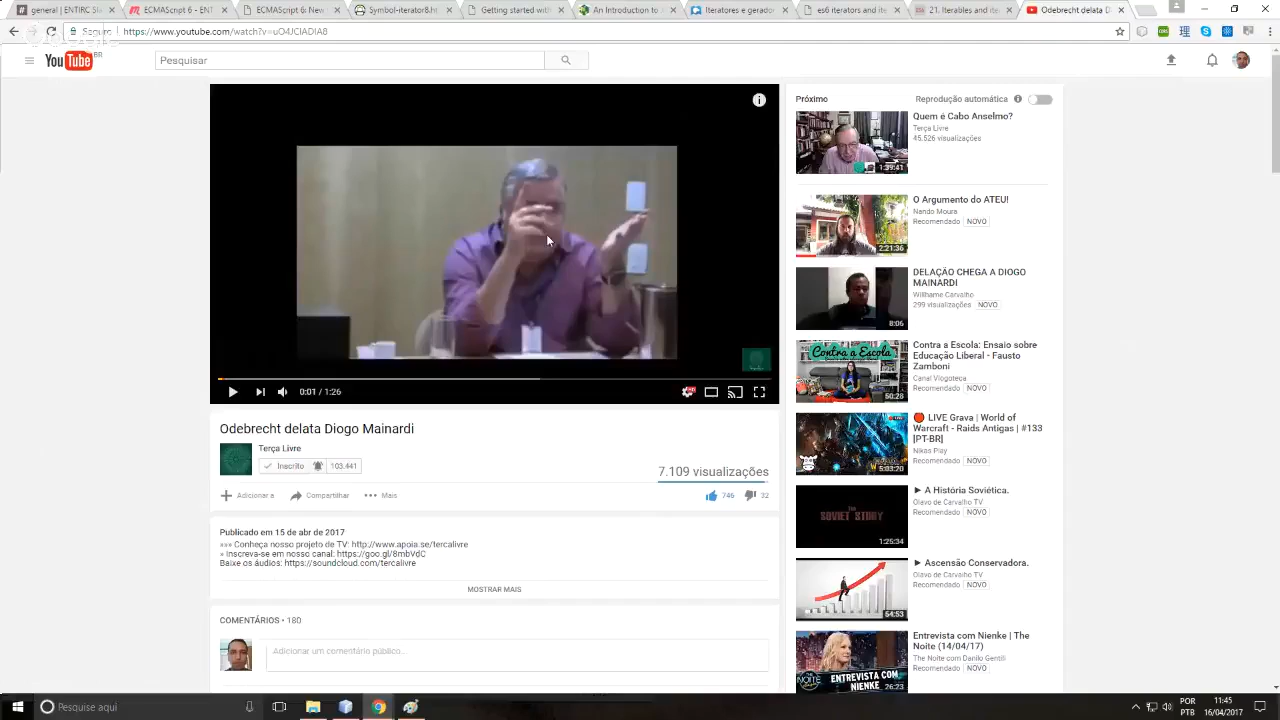 general | ENTIRC S
EcmaScript6 - ENT
ECMAScript 6 - New
Getting started with
An Introduction to
Iteradores e gerador
es6 iterators and ite
21. Iterables and ite
Odebrecht delata D
Seguro
https://www.youtube.com/watch?v=uO4JCIADIA8
YouTube BR
Pesquisar
Próximo
Reprodução automática
Quem é Cabo Anselmo?
Terça Livre
45.526 visualizações
1:39:41
O Argumento do ATEU!
Nando Moura
Recomendado NOVO
2:21:36
DELAÇÃO CHEGA A DIOGO
MAINARDI
Willhame Carvalho
299 visualizações NOVO
8:06
Contra a Escola
Contra a Escola: Ensaio sobre
Educação Liberal - Fausto
Zamboni
Canal Vlogoteca
Recomendado NOVO
50:28
0:01 / 1:26
Odebrecht delata Diogo Mainardi
Terça Livre
Inscrito 103.441
7.109 visualizações
Adicionar a Compartilhar Mais
746 32
LIVE Grava | World of
Warcraft - Raids Antigas | #133
[PT-BR]
Nikas Play
Recomendado NOVO
5:03:20
► A História Soviética.
Olavo de Carvalho TV
Recomendado NOVO
THE
SOVIET STORY
1:25:34
Publicado em 15 de abr de 2017
»»» Conheça nosso projeto de TV: http://www.apoia.se/tercalivre
» Inscreva-se em nosso canal: https://goo.gl/8mbVdC
Baixe os áudios: https://soundcloud.com/tercalivre
MOSTRAR MAIS
► Ascensão Conservadora.
Olavo de Carvalho TV
Recomendado NOVO
54:53
COMENTÁRIOS • 180
Adicionar um comentário público...
Entrevista com Nienke | The
Noite (14/04/17)
The Noite com Danilo Gentili
Recomendado NOVO
THE NOITE
ENTREVISTA COM
NIENKE
26:23
Pesquise aqui
POR
PTB
11:45
16/04/2017